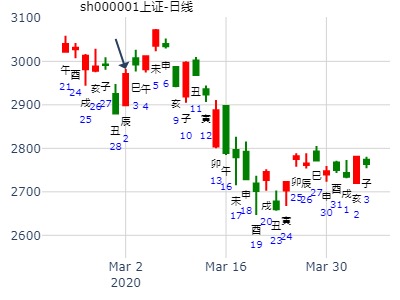 sh000001上证-日线
3100
3000
2900
2800
2700
2600
午
21
酉
24
戌
25
亥
26
子
27
丑
28
辰
2
巳
3
午
4
未
5
申
6
亥
9
子
10
丑
11
寅
12
卯
13
午
16
未
17
申
18
酉
19
戌
20
丑
23
寅
24
卯
25
辰
26
巳
27
申
30
酉
31
戌
1
亥
2
子
3
Mar 2
2020
Mar 16
Mar 30